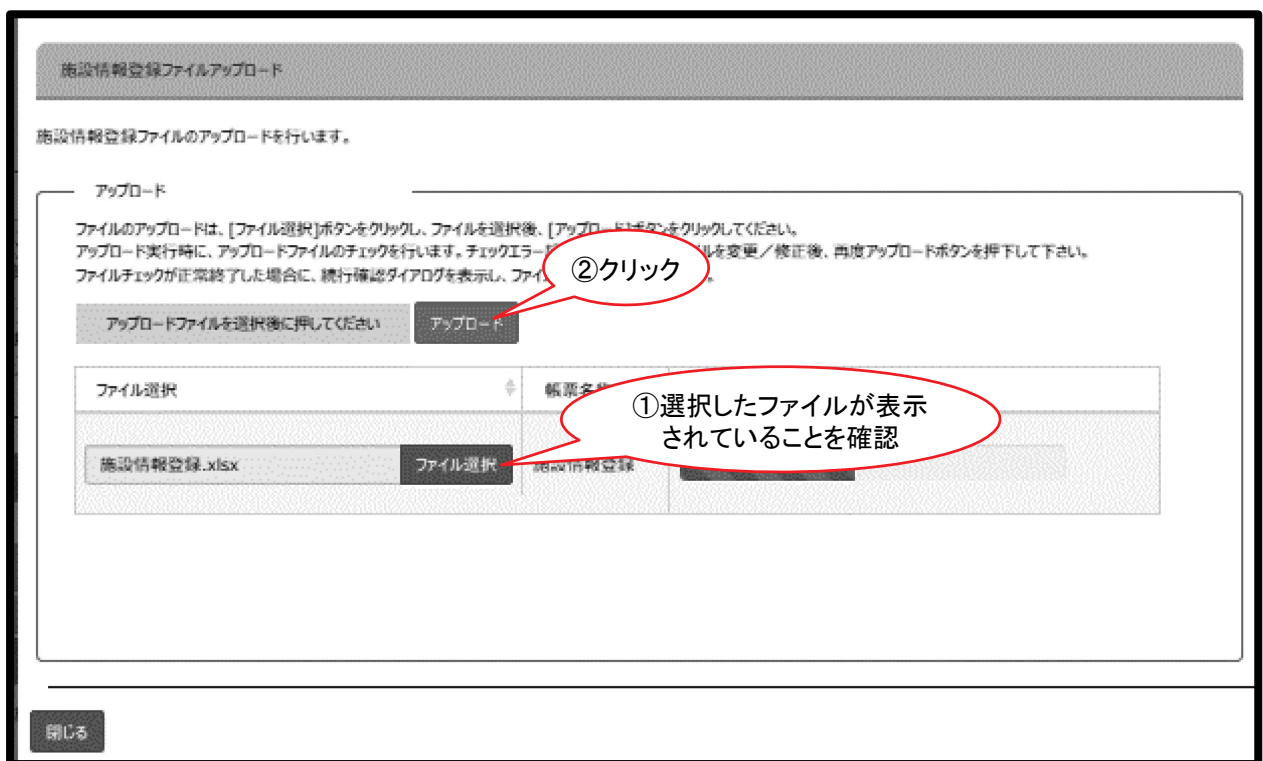 施設情報登録ファイルアップロード
施設情報登録ファイルのアップロードを行います。
アップロード
ファイルのアップロードは、[ファイル選択]ボタンをクリックし、ファイルを選択後、[アップロード]ボタンをクリックしてください。
アップロード実行時に、アップロードファイルのチェックを行います。チェックエラー ルを変更／修正後、再度アップロードボタンを押下して下さい。
ファイルチェックが正常終了した場合に、続行確認ダイアログを表示し、ファイ
②クリック
アップロードファイルを選択後に押してください アップロード
ファイル選択 帳票名
①選択したファイルが表示
されていることを確認
施設情報登録.xlsx ファイル選択 施設情報登録
閉じる